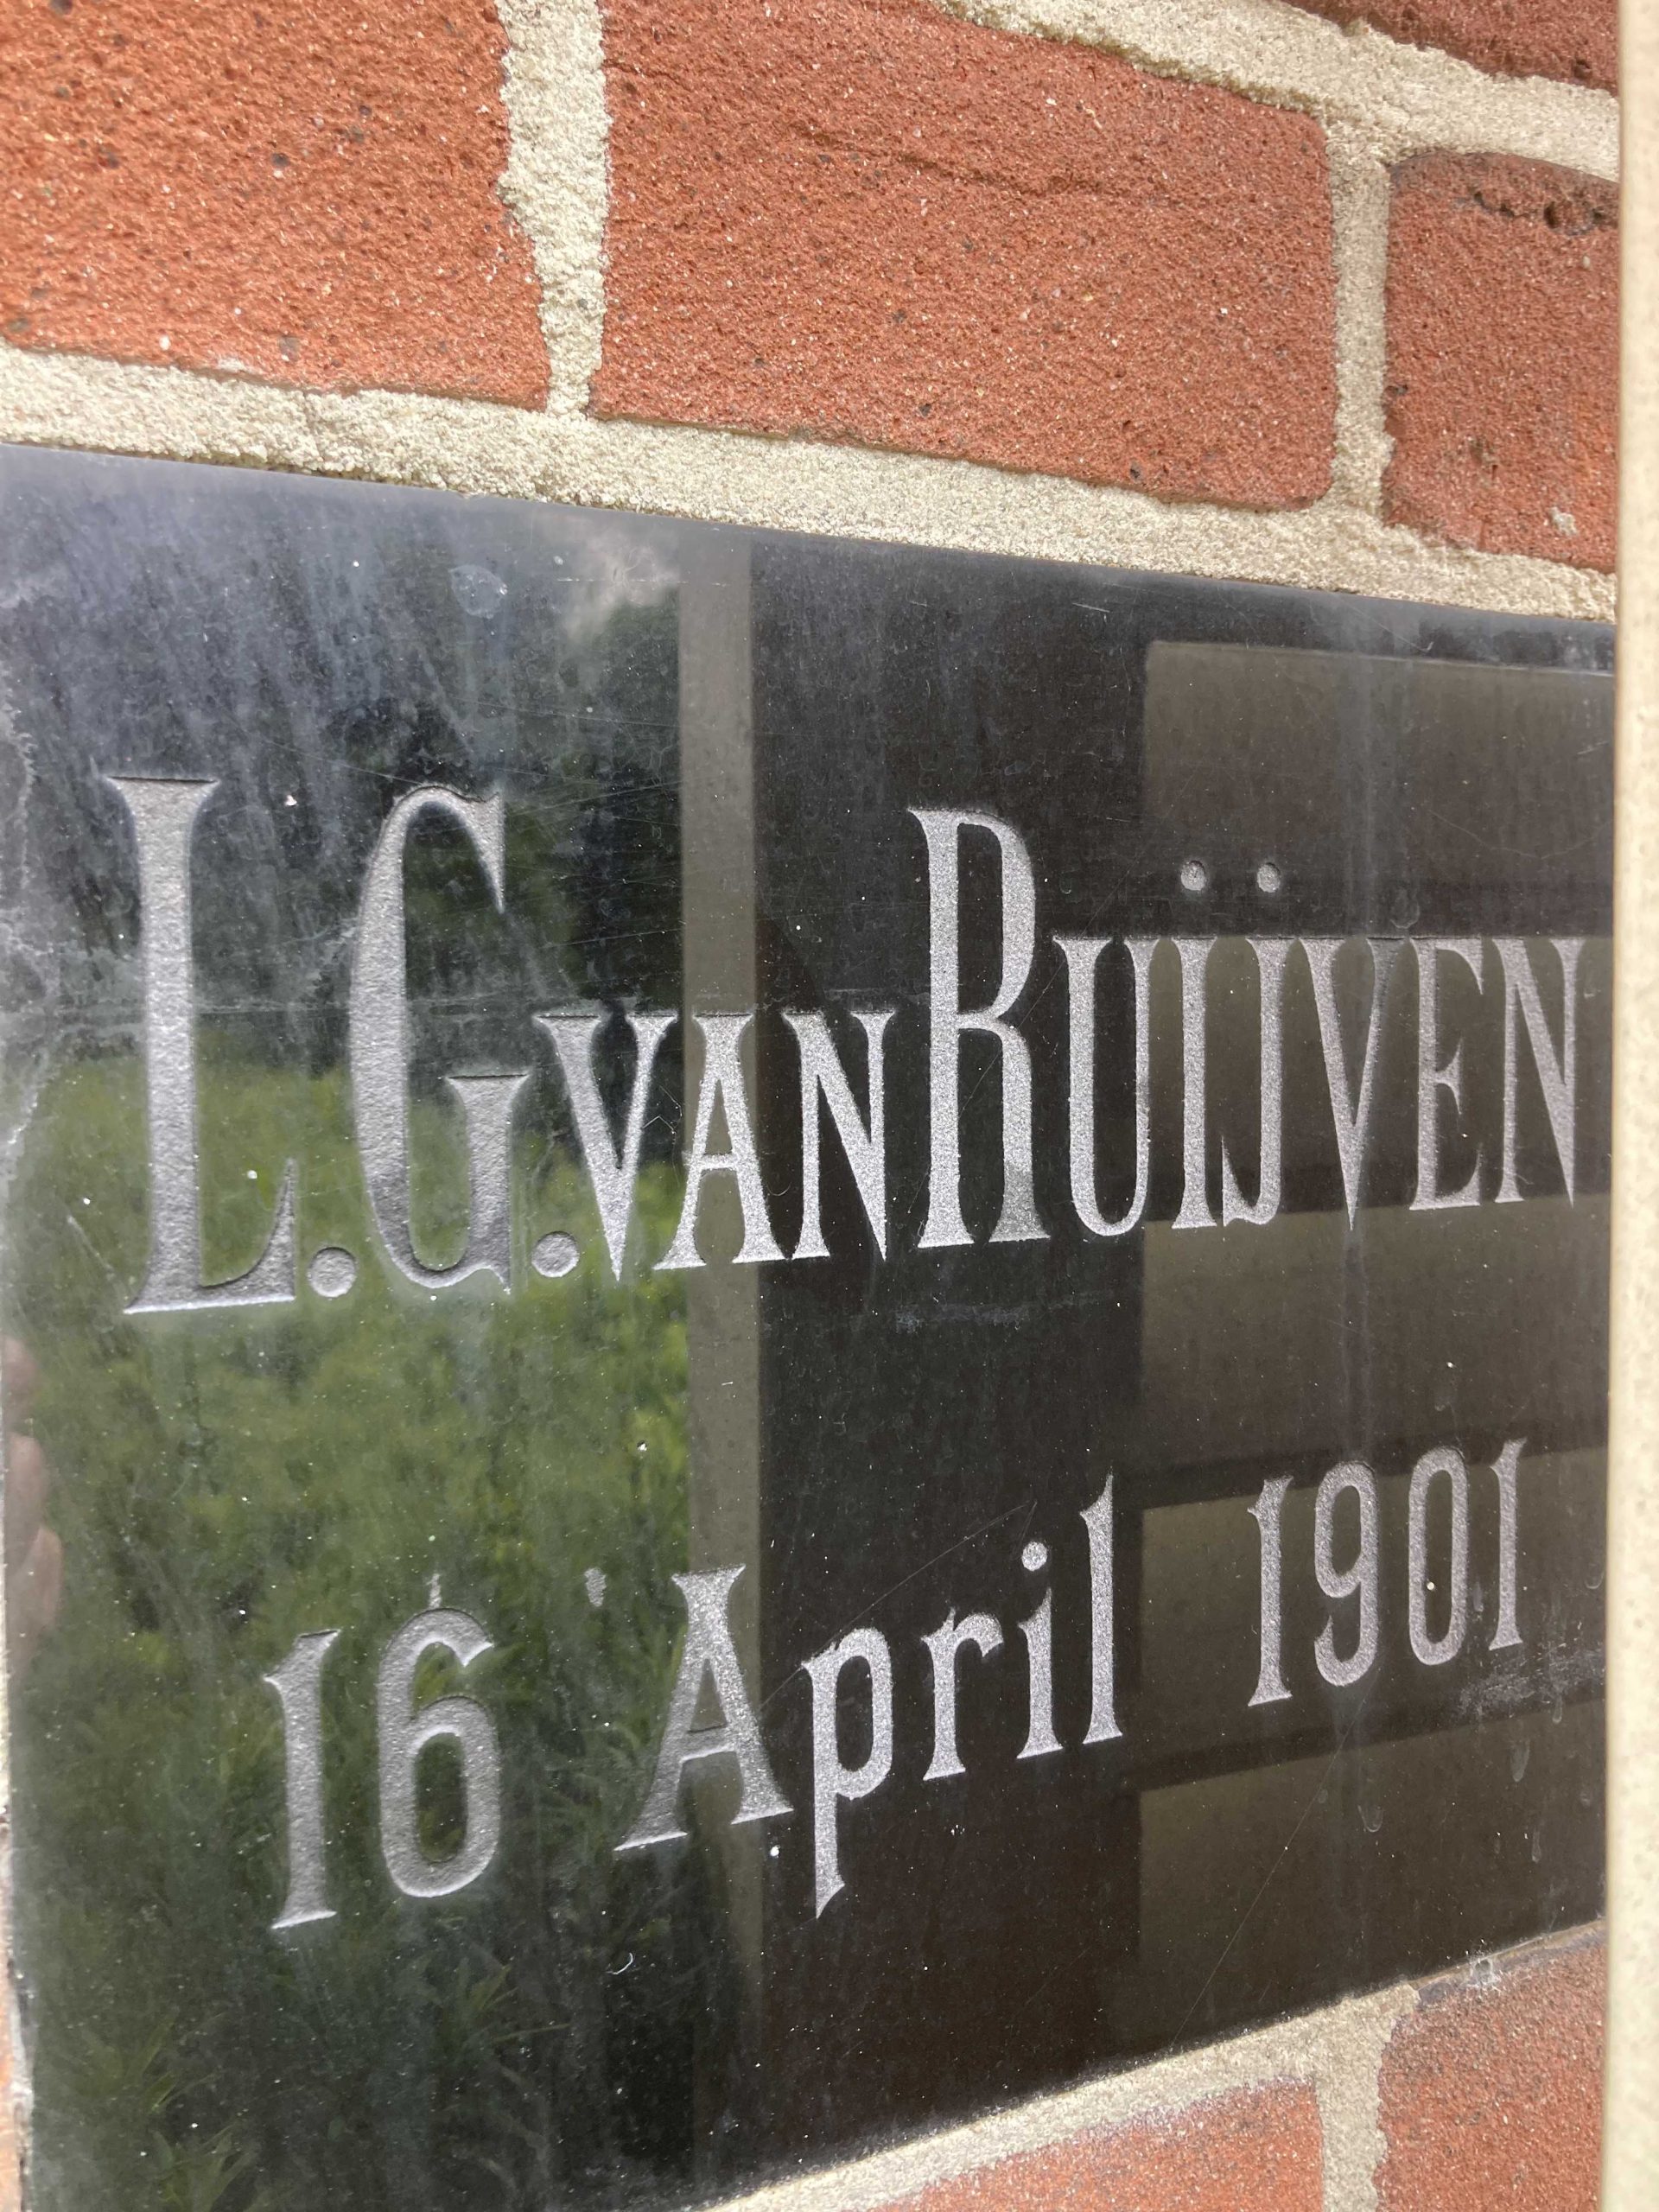 L.G. VAN RUIJVEN
16 April 1901